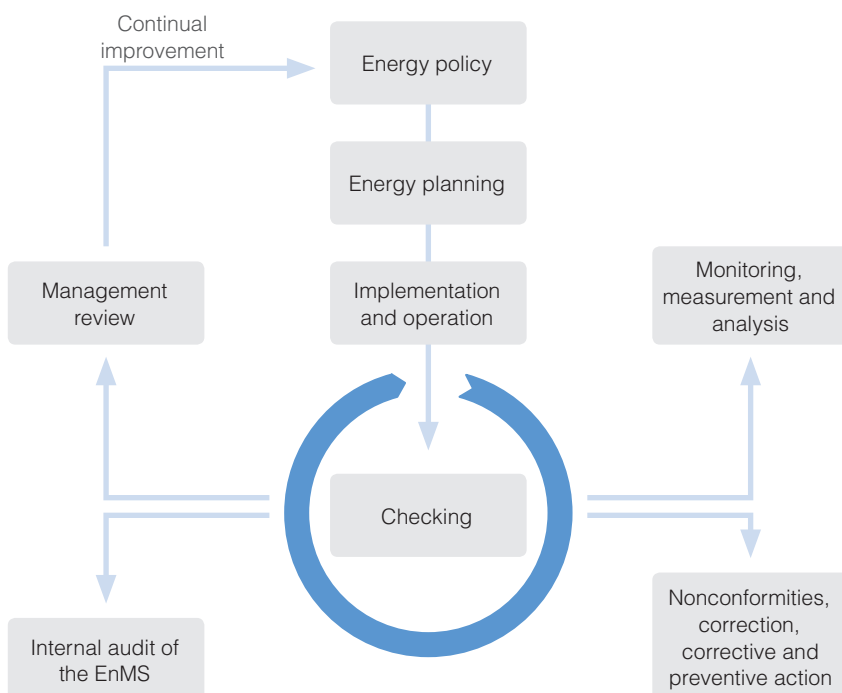 Continual
improvement
Energy policy
Energy planning
Management
review
Implementation
and operation
Monitoring,
measurement and
analysis
Checking
Internal audit of
the EnMS
Nonconformities,
correction,
corrective and
preventive action